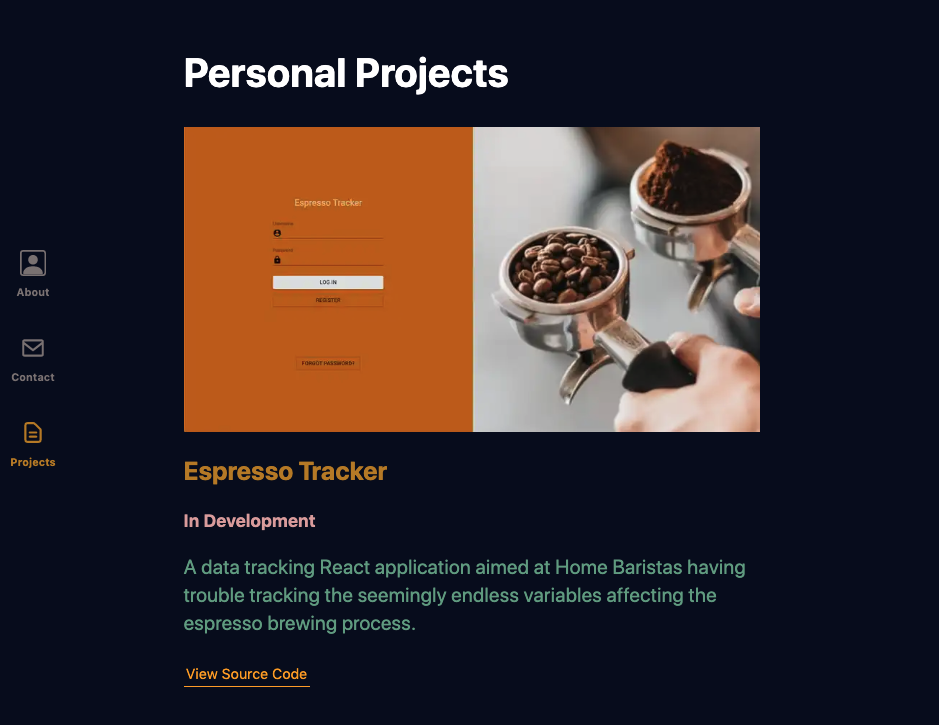 Personal Projects
Espresso Tracker
Username
Password
LOG IN
REGISTER
FORGOT PASSWORD?
About
Contact
Projects
Espresso Tracker
In Development
A data tracking React application aimed at Home Baristas having
trouble tracking the seemingly endless variables affecting the
espresso brewing process.
View Source Code